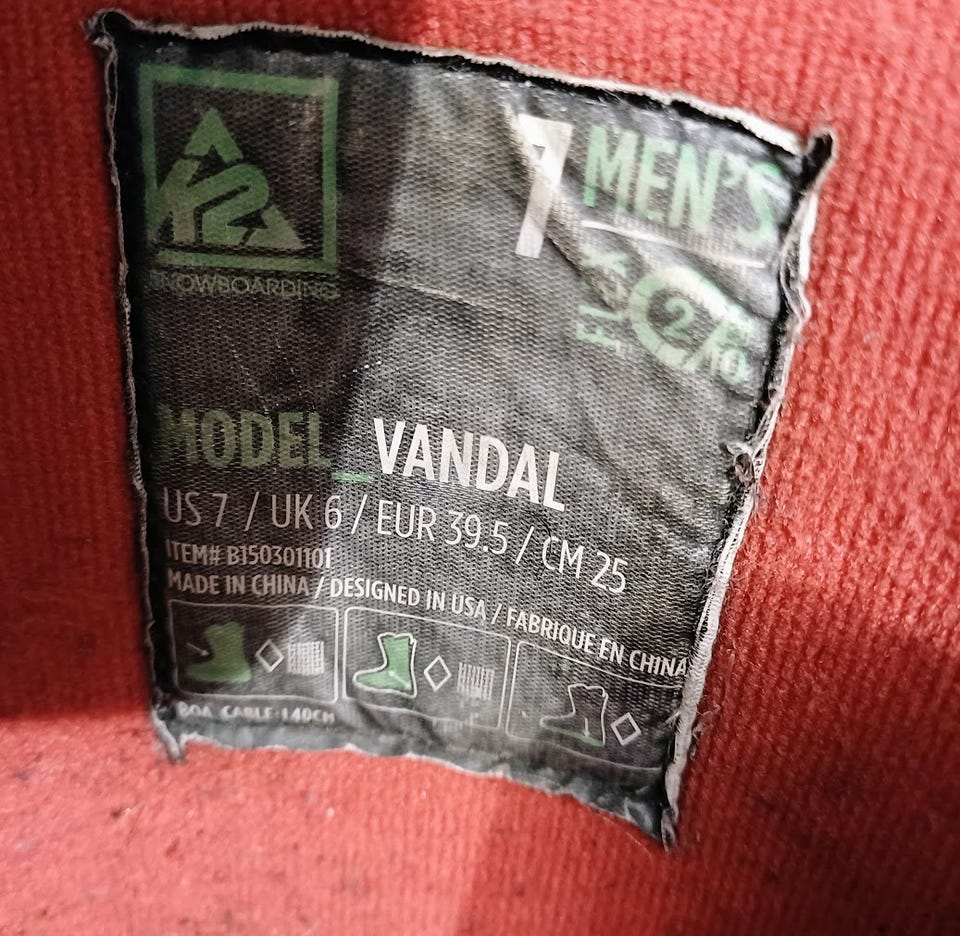 K2
SNOWBOARDING
7 MEN'S
FLEX 2/10
MODEL_VANDAL
US 7 / UK 6 / EUR 39.5 / CM 25
ITEM# B150301101
MADE IN CHINA / DESIGNED IN USA / FABRIQUE EN CHINA
BOA CABLE 140CM